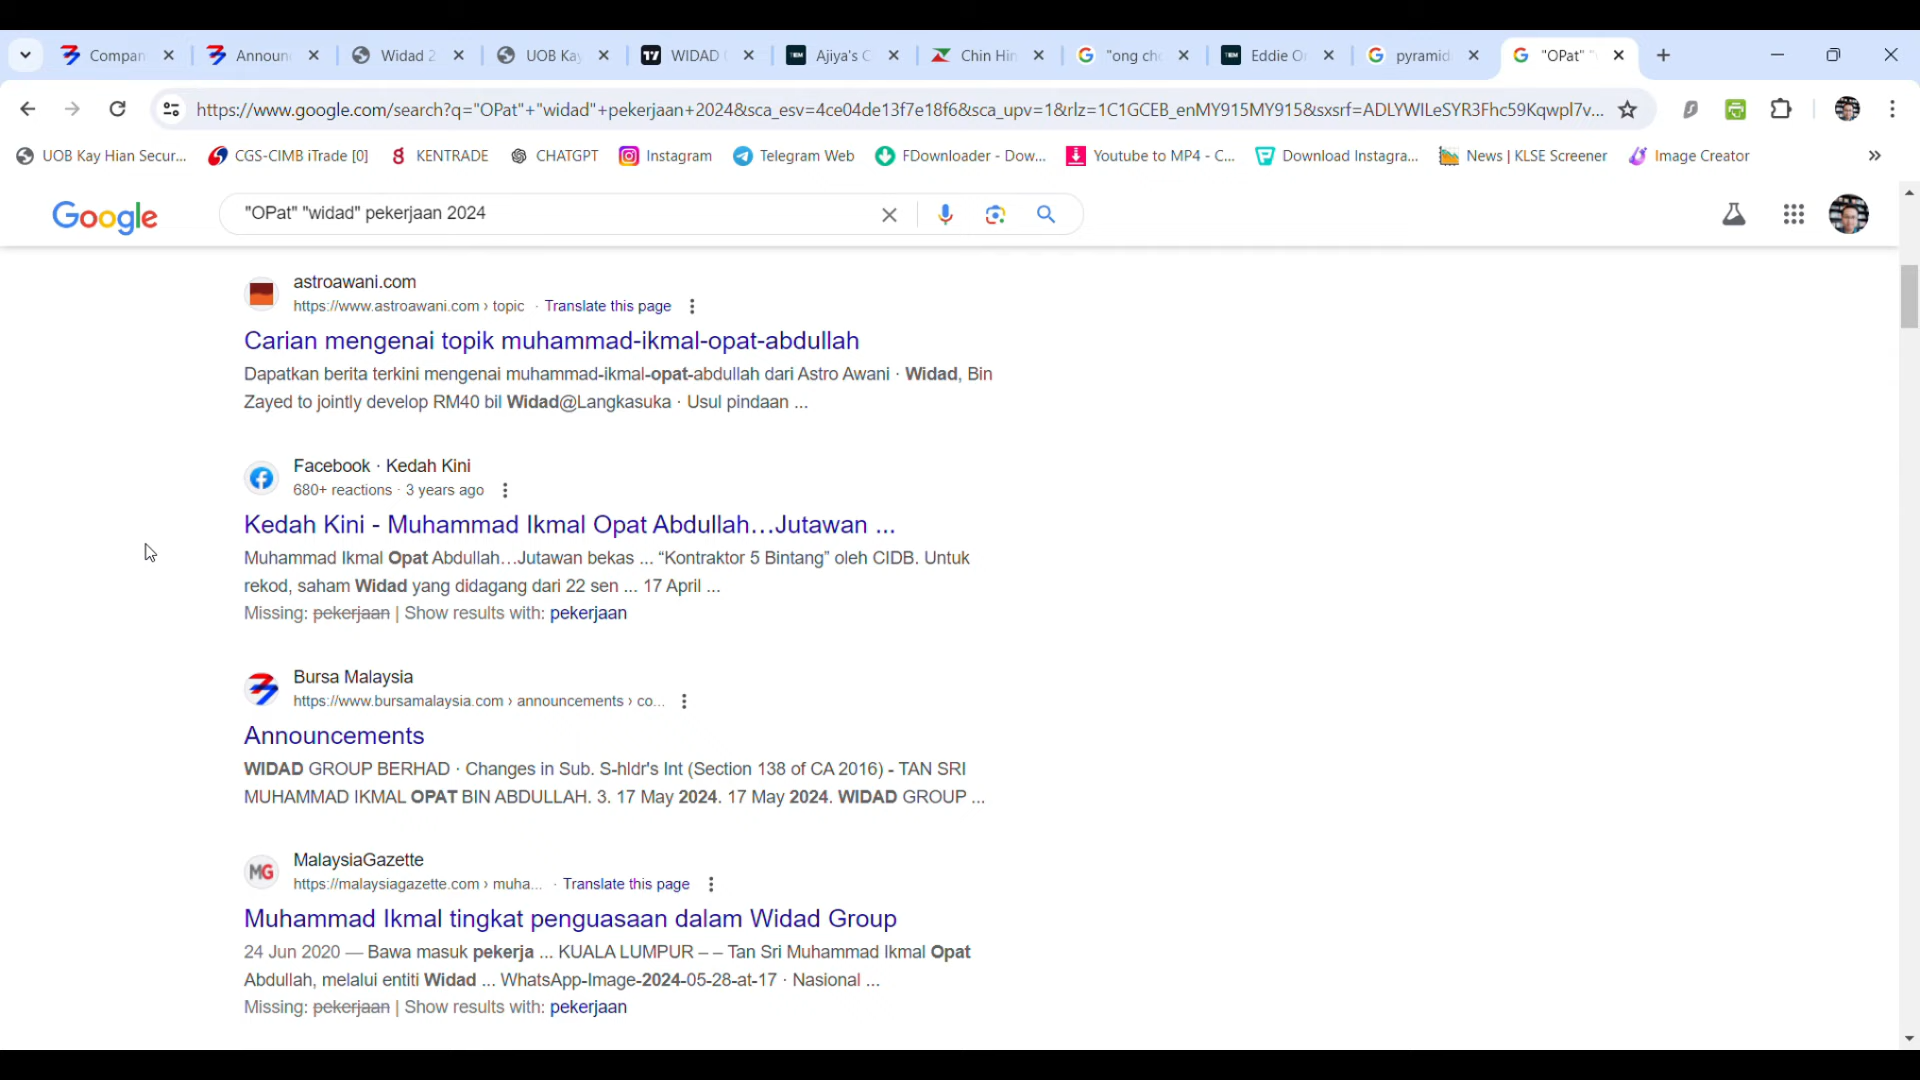 Compan
Announ
Widad 2
UOB Kay
WIDAD
Ajiya's C
Chin Hin
"ong cho
Eddie O
pyramid
"OPat"
https://www.google.com/search?q="OPat"+"widad"+pekerjaan+2024&sca_esv=4ce04de13f7e18f6&sca_upv=1&rlz=1C1GCEB_enMY915MY915&sxsrf=ADLYWILeSYR3Fhc59Kqwpl7v...
UOB Kay Hian Secur...
CGS-CIMB iTrade [0]
KENTRADE
CHATGPT
Instagram
Telegram Web
FDownloader - Dow...
Youtube to MP4 - C...
Download Instagra...
News | KLSE Screener
Image Creator
»
Google
"OPat" "widad" pekerjaan 2024
astroawani.com
https://www.astroawani.com › topic · Translate this page
Carian mengenai topik muhammad-ikmal-opat-abdullah
Dapatkan berita terkini mengenai muhammad-ikmal-opat-abdullah dari Astro Awani · Widad, Bin
Zayed to jointly develop RM40 bil Widad@Langkasuka · Usul pindaan ...
Facebook · Kedah Kini
680+ reactions · 3 years ago
Kedah Kini - Muhammad Ikmal Opat Abdullah…Jutawan ...
Muhammad Ikmal Opat Abdullah…Jutawan bekas ... “Kontraktor 5 Bintang” oleh CIDB. Untuk
rekod, saham Widad yang didagang dari 22 sen ... 17 April ...
Missing: pekerjaan | Show results with: pekerjaan
Bursa Malaysia
https://www.bursamalaysia.com › announcements › co...
Announcements
WIDAD GROUP BERHAD · Changes in Sub. S-hldr's Int (Section 138 of CA 2016) - TAN SRI
MUHAMMAD IKMAL OPAT BIN ABDULLAH. 3. 17 May 2024. 17 May 2024. WIDAD GROUP ...
MG
MalaysiaGazette
https://malaysiagazette.com › muha... · Translate this page
Muhammad Ikmal tingkat penguasaan dalam Widad Group
24 Jun 2020 — Bawa masuk pekerja ... KUALA LUMPUR – – Tan Sri Muhammad Ikmal Opat
Abdullah, melalui entiti Widad ... WhatsApp-Image-2024-05-28-at-17 · Nasional ...
Missing: pekerjaan | Show results with: pekerjaan